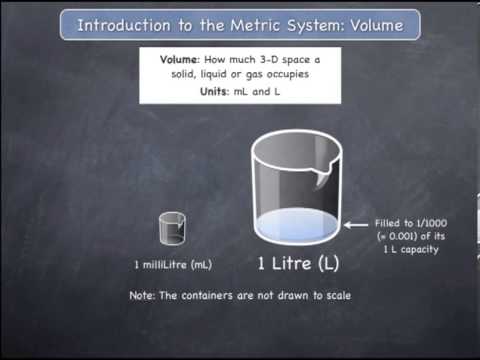 Introduction to the Metric System: Volume
Volume: How much 3-D space a
solid, liquid or gas occupies
Units: mL and L
Filled to 1/1000
(= 0.001) of its
1 L capacity
1 milliLitre (mL)
1 Litre (L)
Note: The containers are not drawn to scale